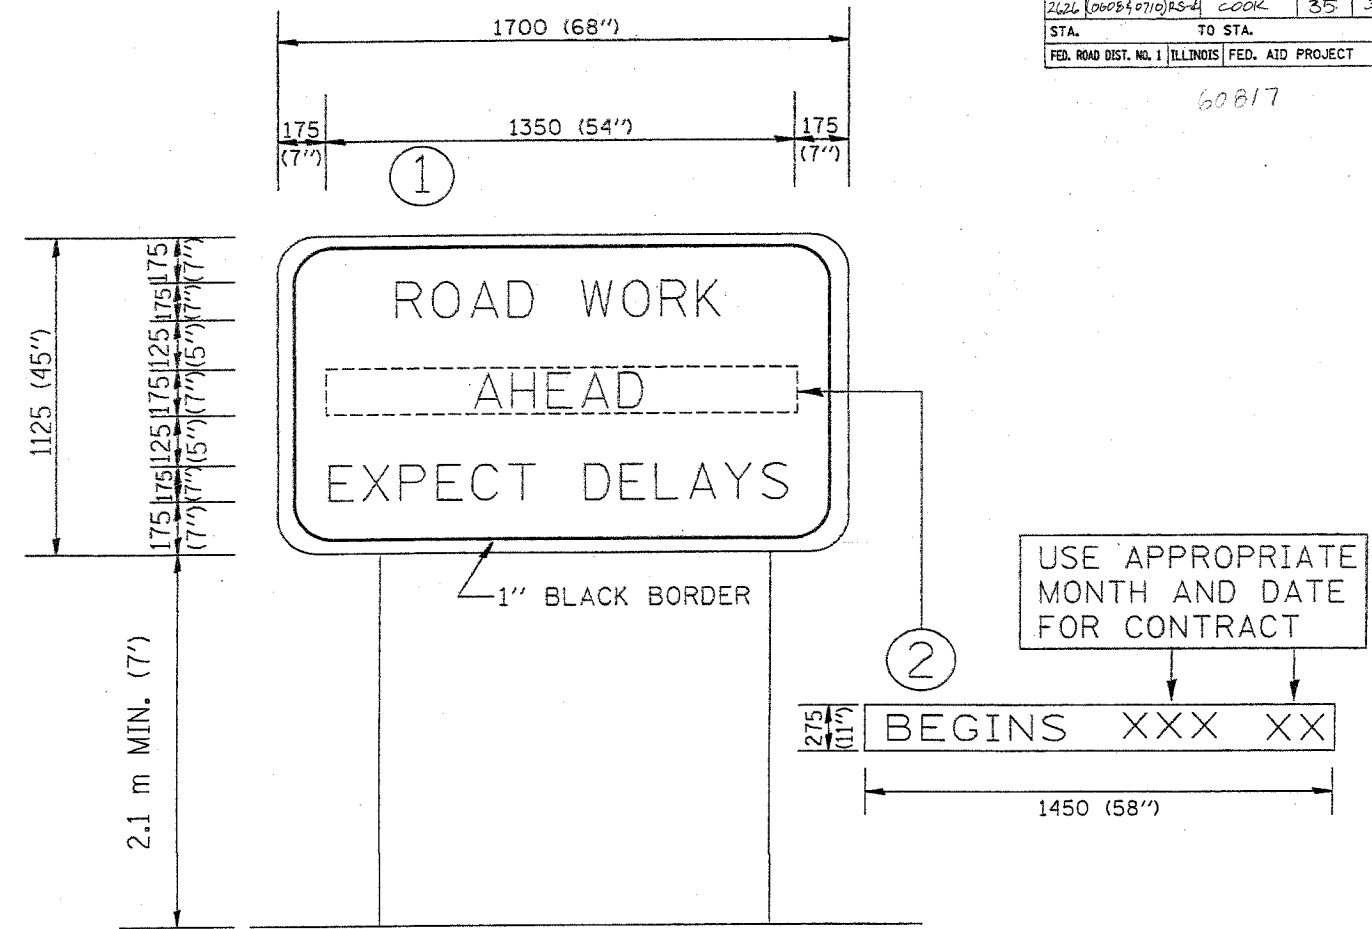 2626 (0608 & 0710) RS-4 COOK 35
STA. TO STA.
FED. ROAD DIST. NO. 1 ILLINOIS FED. AID PROJECT
60817
1700 (68'')
175 (7'')
1350 (54'')
175 (7'')
1
1125 (45'')
175 (7'')
175 (7'')
125 (5'')
175 (7'')
125 (5'')
175 (7'')
175 (7'')
ROAD WORK
AHEAD
EXPECT DELAYS
1'' BLACK BORDER
2.1 m MIN. (7')
2
USE APPROPRIATE
MONTH AND DATE
FOR CONTRACT
275 (11'')
BEGINS XXX XX
1450 (58'')